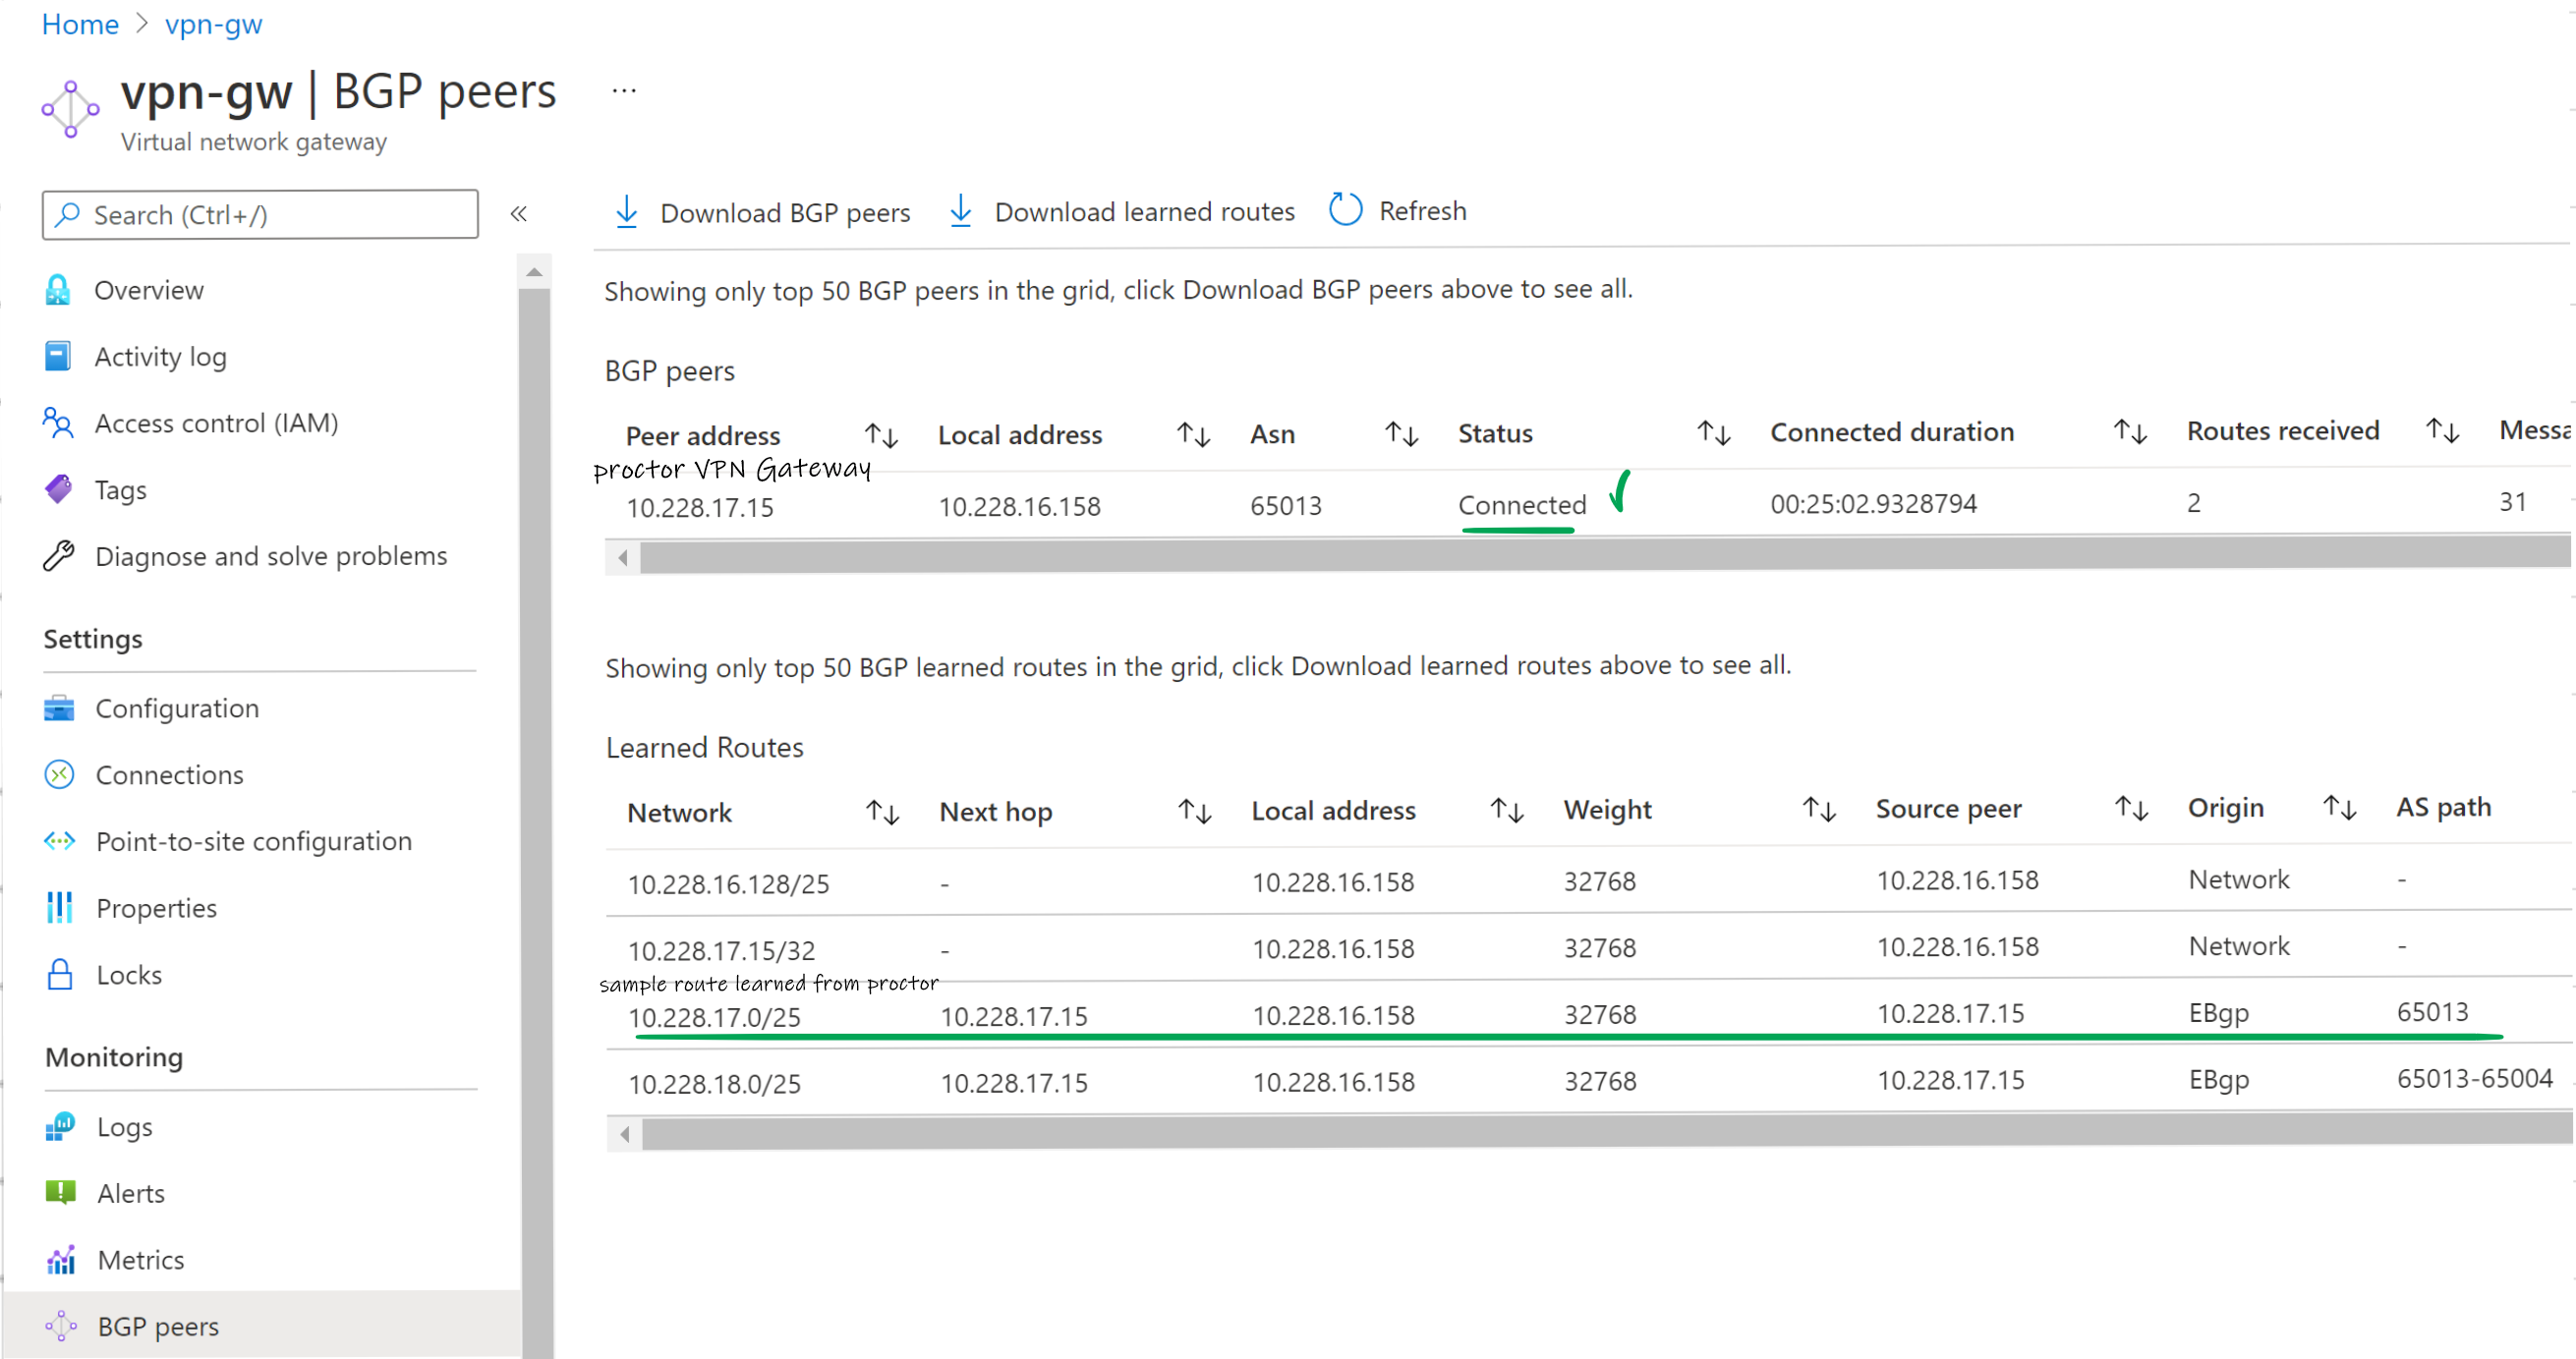 Home > vpn-gw
vpn-gw | BGP peers ...
Virtual network gateway
Search (Ctrl+/) «
Overview
Activity log
Access control (IAM)
Tags
Diagnose and solve problems
Settings
Configuration
Connections
Point-to-site configuration
Properties
Locks
Monitoring
Logs
Alerts
Metrics
BGP peers
Download BGP peers Download learned routes Refresh
Showing only top 50 BGP peers in the grid, click Download BGP peers above to see all.
BGP peers
Peer address ↑↓ Local address ↑↓ Asn ↑↓ Status ↑↓ Connected duration ↑↓ Routes received ↑↓ Messa
proctor VPN Gateway
10.228.17.15 10.228.16.158 65013 Connected 00:25:02.9328794 2 31
Showing only top 50 BGP learned routes in the grid, click Download learned routes above to see all.
Learned Routes
Network ↑↓ Next hop ↑↓ Local address ↑↓ Weight ↑↓ Source peer ↑↓ Origin ↑↓ AS path
10.228.16.128/25 - 10.228.16.158 32768 10.228.16.158 Network -
10.228.17.15/32 - 10.228.16.158 32768 10.228.16.158 Network -
sample route learned from proctor
10.228.17.0/25 10.228.17.15 10.228.16.158 32768 10.228.17.15 EBgp 65013
10.228.18.0/25 10.228.17.15 10.228.16.158 32768 10.228.17.15 EBgp 65013-65004